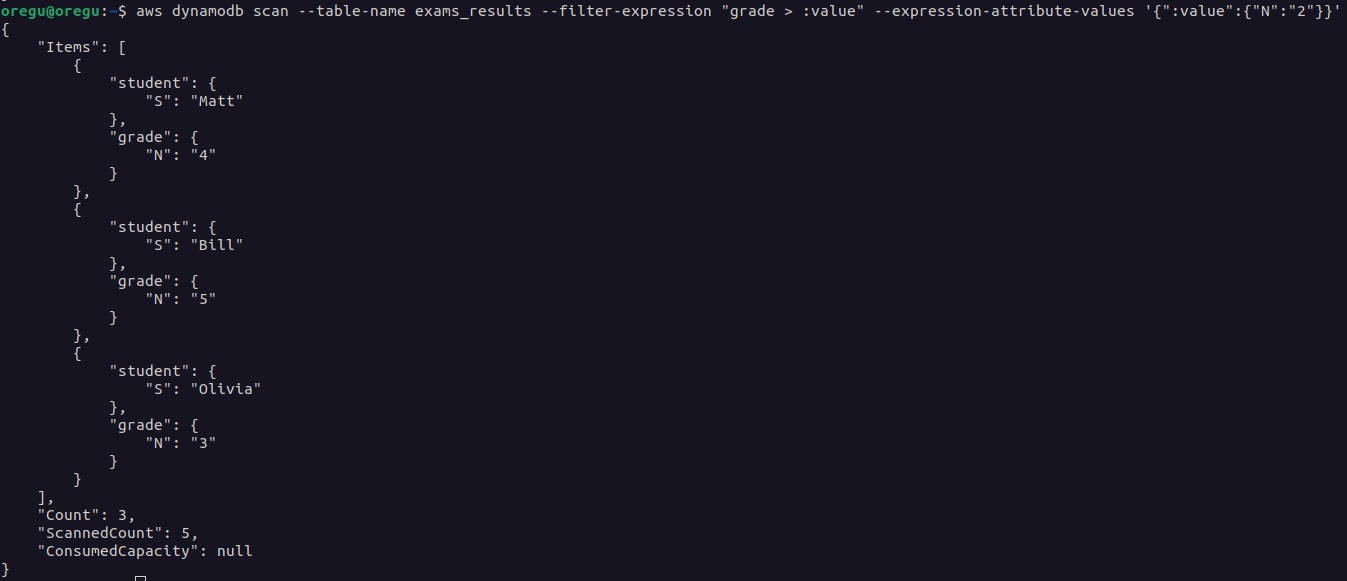 oregu@oregu:~$ aws dynamodb scan --table-name exams_results --filter-expression "grade > :value" --expression-attribute-values '{":value":{"N":"2"}}'
{
    "Items": [
        {
            "student": {
                "S": "Matt"
            },
            "grade": {
                "N": "4"
            }
        },
        {
            "student": {
                "S": "Bill"
            },
            "grade": {
                "N": "5"
            }
        },
        {
            "student": {
                "S": "Olivia"
            },
            "grade": {
                "N": "3"
            }
        }
    ],
    "Count": 3,
    "ScannedCount": 5,
    "ConsumedCapacity": null
}